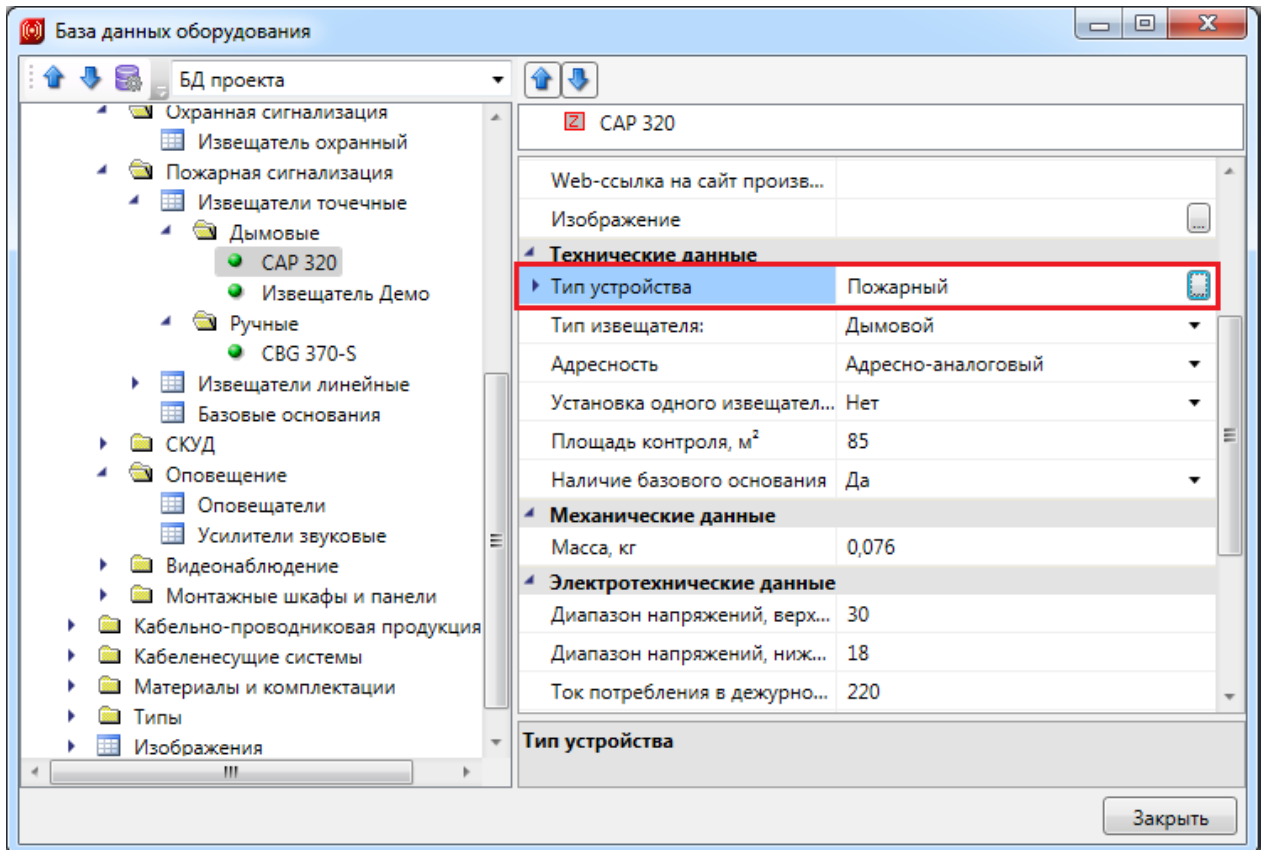 База данных оборудования
БД проекта
Охранная сигнализация
Извещатель охранный
Пожарная сигнализация
Извещатели точечные
Дымовые
CAP 320
Извещатель Демо
Ручные
CBG 370-S
Извещатели линейные
Базовые основания
СКУД
Оповещение
Оповещатели
Усилители звуковые
Видеонаблюдение
Монтажные шкафы и панели
Кабельно-проводниковая продукция
Кабеленесущие системы
Материалы и комплектации
Типы
Изображения
Z CAP 320
Web-ссылка на сайт произв...
Изображение ...
Технические данные
Тип устройства Пожарный ...
Тип извещателя: Дымовой
Адресность Адресно-аналоговый
Установка одного извещател... Нет
Площадь контроля, м² 85
Наличие базового основания Да
Механические данные
Масса, кг 0,076
Электротехнические данные
Диапазон напряжений, верх... 30
Диапазон напряжений, ниж... 18
Ток потребления в дежурно... 220
Тип устройства
Закрыть